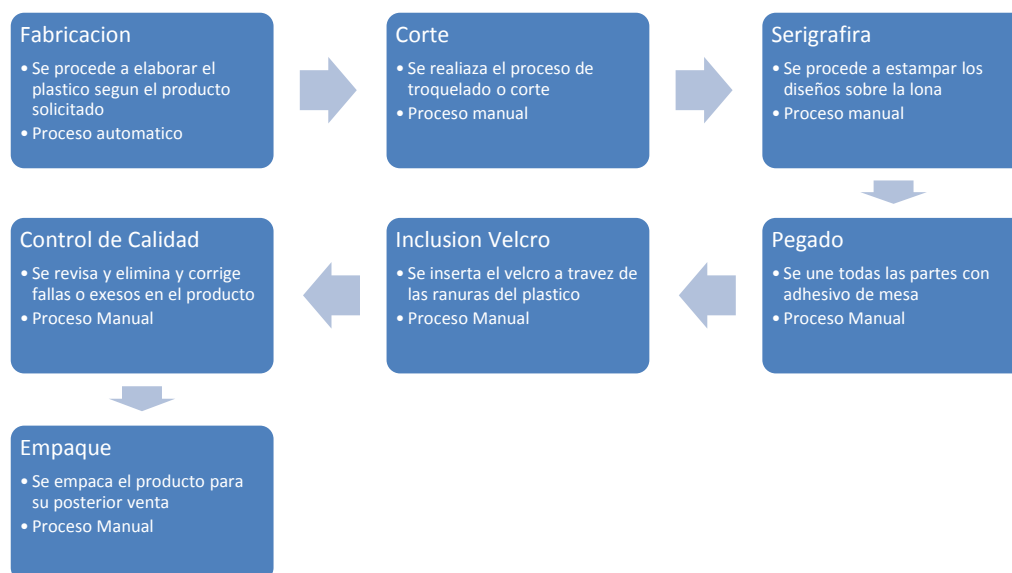 Fabricacion
• Se procede a elaborar el
plastico segun el producto
solicitado
• Proceso automatico
Corte
• Se realiaza el proceso de
troquelado o corte
• Proceso manual
Serigrafira
• Se procede a estampar los
diseños sobre la lona
• Proceso manual
Pegado
• Se une todas las partes con
adhesivo de mesa
• Proceso Manual
Inclusion Velcro
• Se inserta el velcro a travez de
las ranuras del plastico
• Proceso Manual
Control de Calidad
• Se revisa y elimina y corrige
fallas o exesos en el producto
• Proceso Manual
Empaque
• Se empaca el producto para
su posterior venta
• Proceso Manual